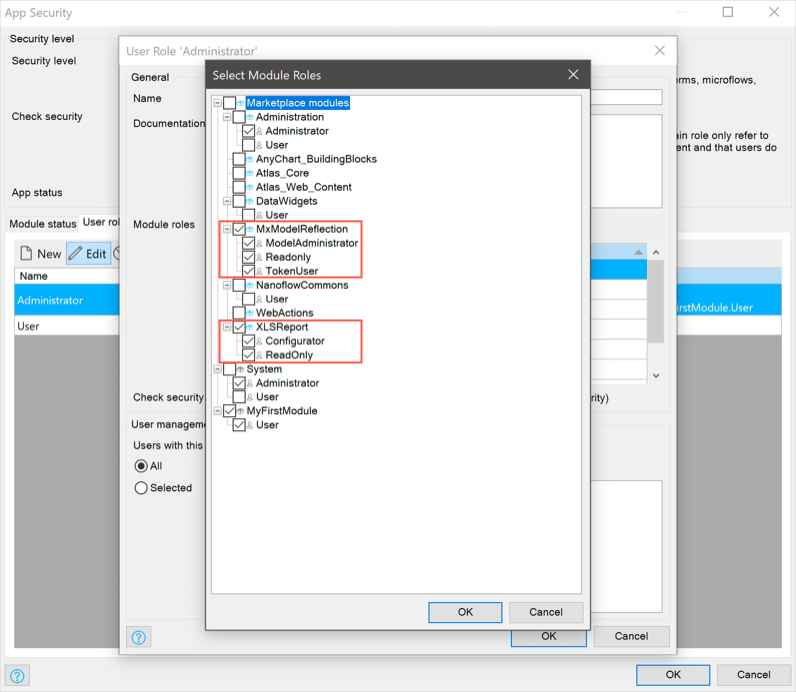 App Security
Security level
Security level
Check security
App status
Module status
User rol
New
Edit
Name
Administrator
User
User Role 'Administrator'
General
Name
Documentation
Module roles
Check security
User managem
Users with this
All
Selected
Select Module Roles
Marketplace modules
Administration
Administrator
User
AnyChart_BuildingBlocks
Atlas_Core
Atlas_Web_Content
DataWidgets
User
MxModelReflection
ModelAdministrator
Readonly
TokenUser
NanoflowCommons
User
WebActions
XLSReport
Configurator
ReadOnly
System
Administrator
User
MyFirstModule
User
OK
Cancel
rity)
OK
Cancel
orms, microflows,
ain role only refer to
ent and that users do
irstModule.User
OK
Cancel